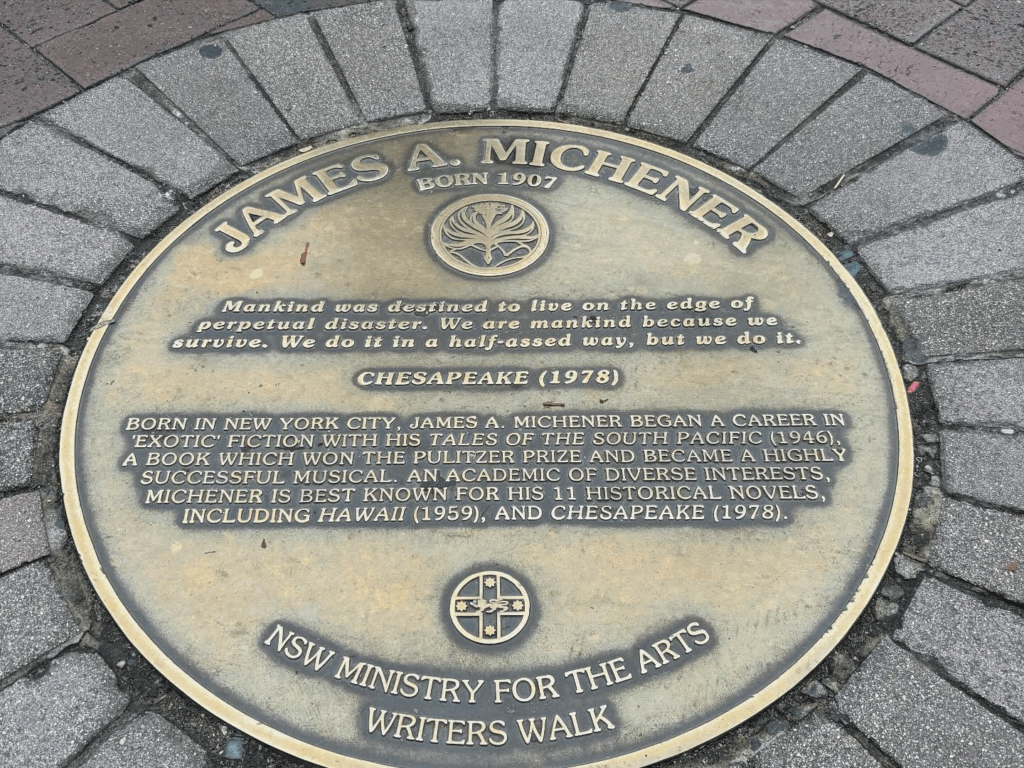 JAMES A. MICHENER
BORN 1907
Mankind was destined to live on the edge of
perpetual disaster. We are mankind because we
survive. We do it in a half-assed way, but we do it.
CHESAPEAKE (1978)
BORN IN NEW YORK CITY, JAMES A. MICHENER BEGAN A CAREER IN
'EXOTIC' FICTION WITH HIS TALES OF THE SOUTH PACIFIC (1946),
A BOOK WHICH WON THE PULITZER PRIZE AND BECAME A HIGHLY
SUCCESSFUL MUSICAL. AN ACADEMIC OF DIVERSE INTERESTS,
MICHENER IS BEST KNOWN FOR HIS 11 HISTORICAL NOVELS,
INCLUDING HAWAII (1959), AND CHESAPEAKE (1978).
NSW MINISTRY FOR THE ARTS
WRITERS WALK